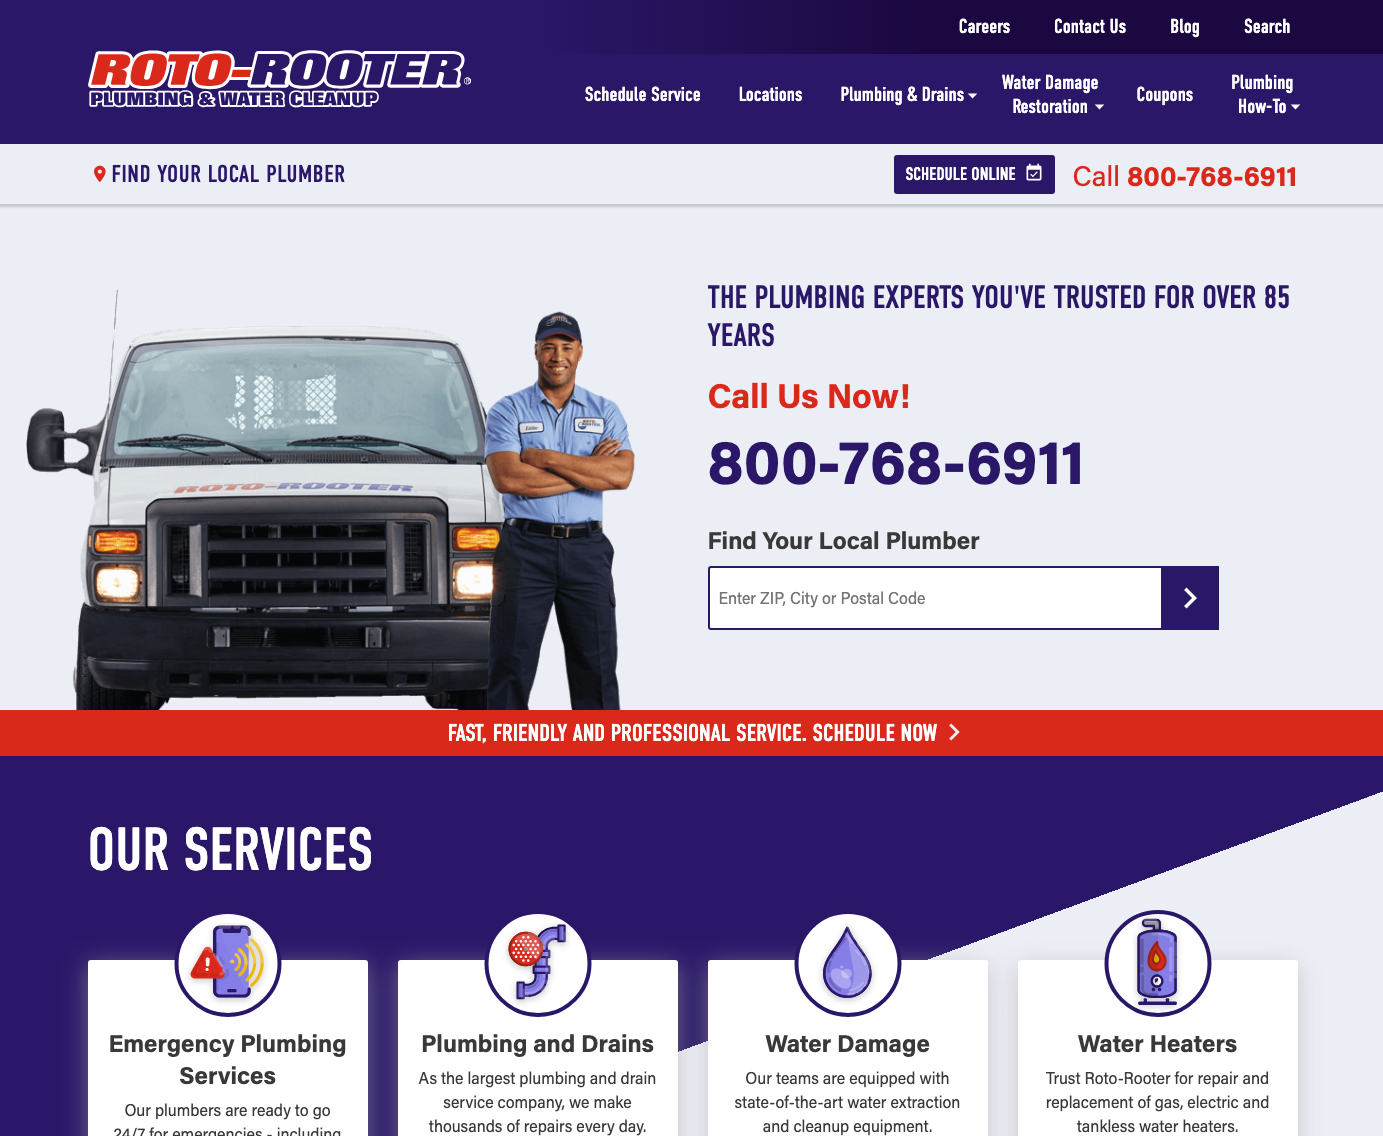 Careers Contact Us Blog Search
ROTO-ROOTER®
PLUMBING & WATER CLEANUP
Schedule Service Locations Plumbing & Drains Water Damage Restoration Coupons Plumbing How-To
FIND YOUR LOCAL PLUMBER
SCHEDULE ONLINE
Call 800-768-6911
THE PLUMBING EXPERTS YOU'VE TRUSTED FOR OVER 85
YEARS
Call Us Now!
800-768-6911
ROTO-ROOTER
Find Your Local Plumber
Enter ZIP, City or Postal Code
FAST, FRIENDLY AND PROFESSIONAL SERVICE. SCHEDULE NOW
OUR SERVICES
Emergency Plumbing
Services
Our plumbers are ready to go
24/7 for emergencies - including
Plumbing and Drains
As the largest plumbing and drain
service company, we make
thousands of repairs every day.
Water Damage
Our teams are equipped with
state-of-the-art water extraction
and cleanup equipment.
Water Heaters
Trust Roto-Rooter for repair and
replacement of gas, electric and
tankless water heaters.